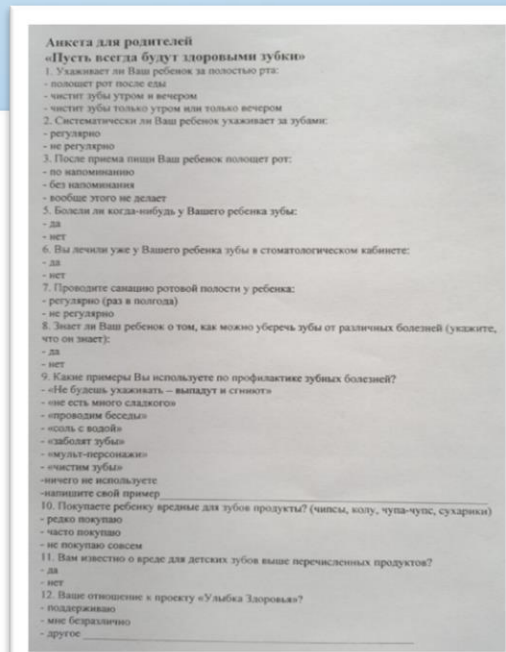 Анкета для родителей
«Пусть всегда будут здоровыми зубки»
1. Ухаживает ли Ваш ребенок за полостью рта:
- полощет рот после еды
- чистит зубы утром и вечером
- чистит зубы только утром или только вечером
2. Систематически ли Ваш ребенок ухаживает за зубами:
- регулярно
- не регулярно
3. После приема пищи Ваш ребенок полощет рот:
- по напоминанию
- без напоминания
- вообще этого не делает
5. Болели ли когда-нибудь у Вашего ребенка зубы:
- да
- нет
6. Вы лечили уже у Вашего ребенка зубы в стоматологическом кабинете:
- да
- нет
7. Проводите санацию ротовой полости у ребенка:
- регулярно (раз в полгода)
- не регулярно
8. Знает ли Ваш ребенок о том, как можно уберечь зубы от различных болезней (укажите,
что он знает):
- да
- нет
9. Какие примеры Вы используете по профилактике зубных болезней?
- «Не будешь ухаживать – выпадут и сгниют»
- «не есть много сладкого»
- «проводим беседы»
- «соль с водой»
- «заболят зубы»
- «мульт-персонажи»
- «чистим зубы»
-ничего не используете
-напишите свой пример
10. Покупаете ребенку вредные для зубов продукты? (чипсы, колу, чупа-чупс, сухарики)
- редко покупаю
- часто покупаю
- не покупаю совсем
11. Вам известно о вреде для детских зубов выше перечисленных продуктов?
- да
- нет
12. Ваше отношение к проекту «Улыбка Здоровья»?
- поддерживаю
- мне безразлично
- другое